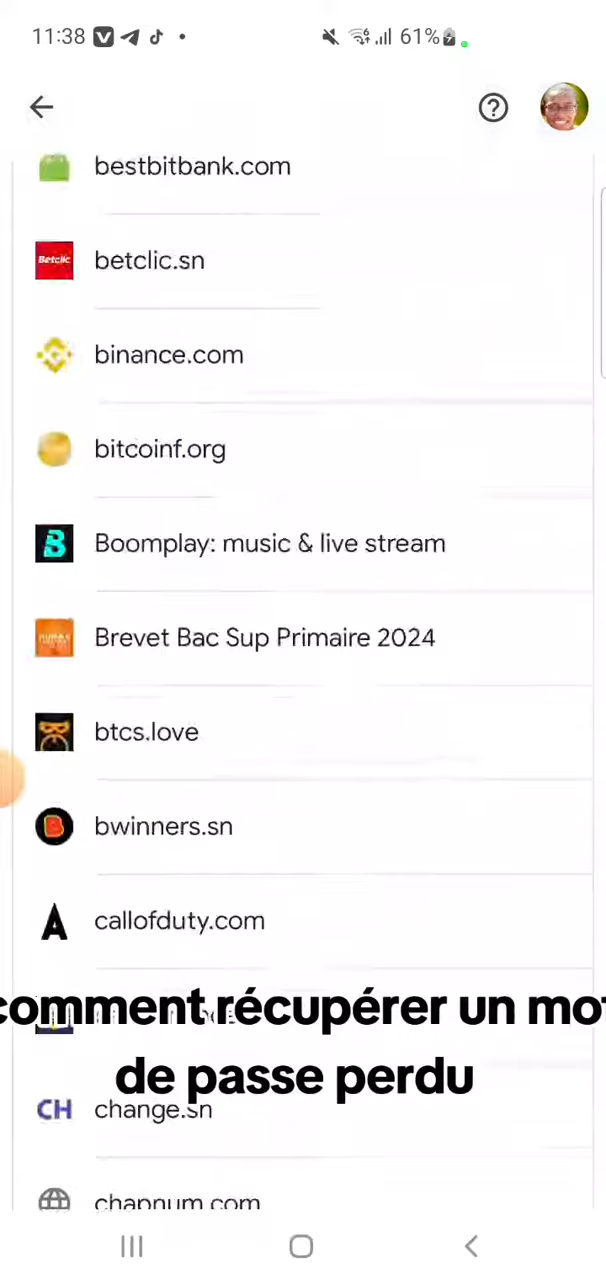 11:38
61%
bestbitbank.com
Betclic
betclic.sn
binance.com
bitcoinf.org
Boomplay: music & live stream
Brevet Bac Sup Primaire 2024
btcs.love
bwinners.sn
callofduty.com
comment récupérer un mot
de passe perdu
CH change.sn
chapnum.com